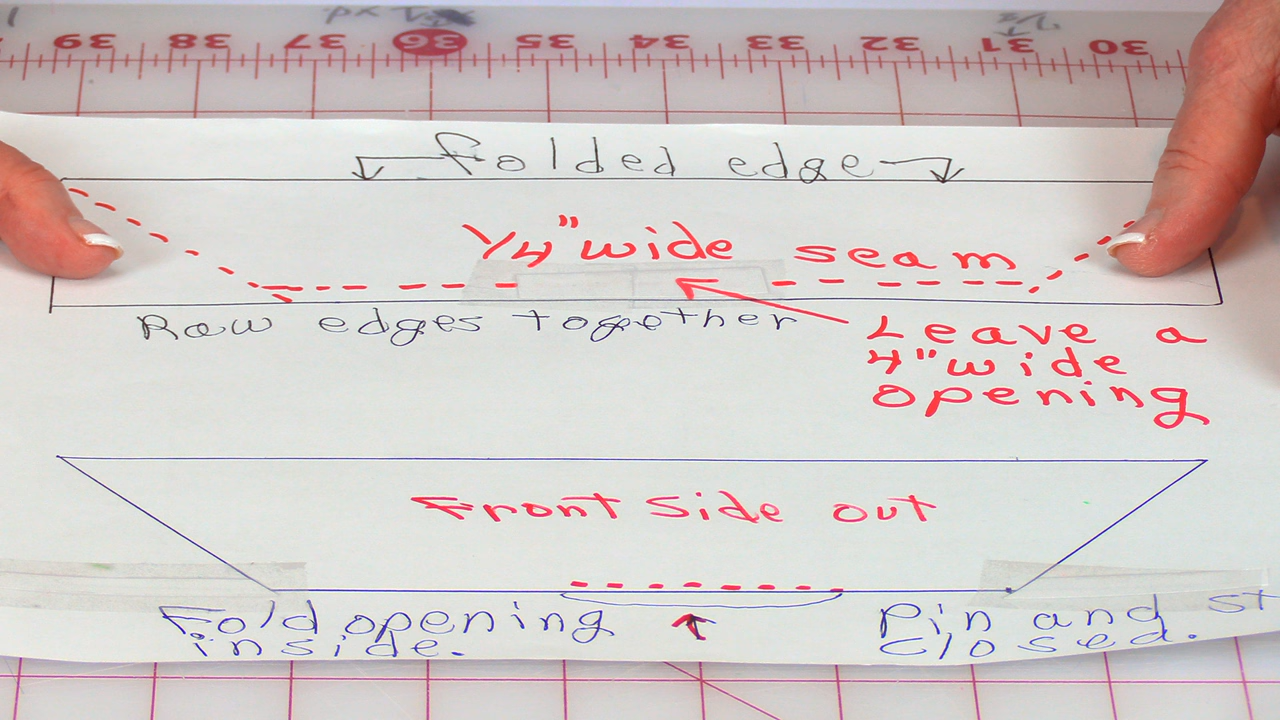 39 38 37 36 35 34 33 32 31 30
folded edge
1/4" wide seam
Raw edges together
Leave a
4" wide
opening
Front side out
Fold opening
inside.
Pin and st
closed.